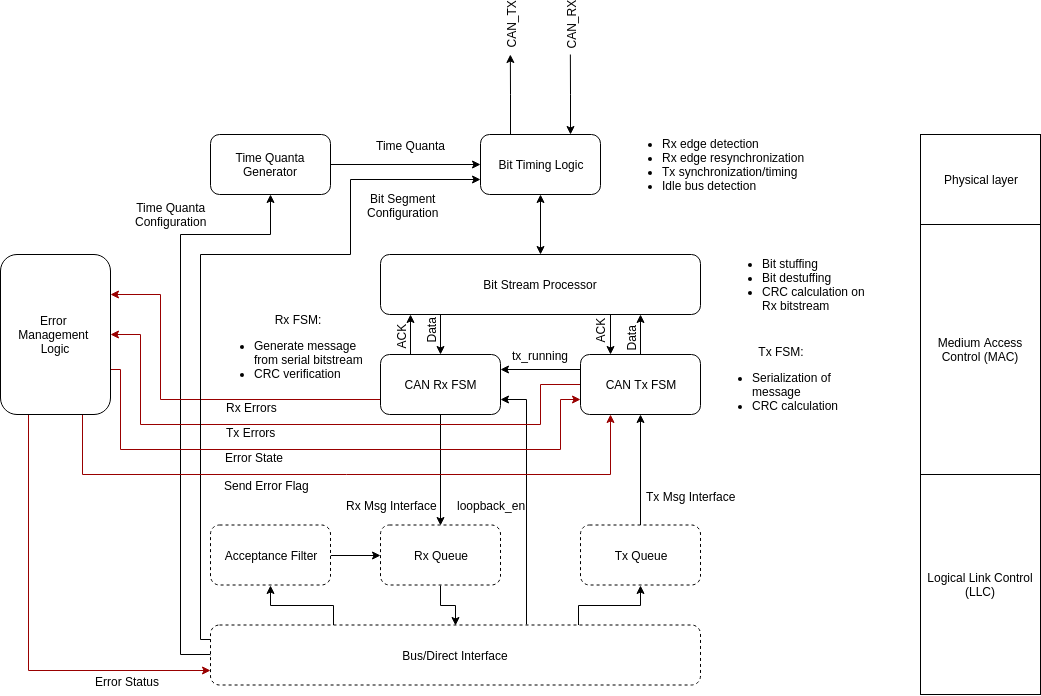 CAN_TX
CAN_RX
Time Quanta
Generator
Time Quanta
Bit Timing Logic
• Rx edge detection
• Rx edge resynchronization
• Tx synchronization/timing
• Idle bus detection
Physical layer
Bit Segment
Configuration
Time Quanta
Configuration
Error
Management
Logic
Bit Stream Processor
• Bit stuffing
• Bit destuffing
• CRC calculation on
Rx bitstream
Medium Access
Control (MAC)
Rx FSM:
• Generate message
from serial bitstream
• CRC verification
ACK
Data
ACK
Data
CAN Rx FSM
tx_running
CAN Tx FSM
Tx FSM:
• Serialization of
message
• CRC calculation
Rx Errors
Tx Errors
Error State
Send Error Flag
Rx Msg Interface
loopback_en
Tx Msg Interface
Acceptance Filter
Rx Queue
Tx Queue
Logical Link Control
(LLC)
Bus/Direct Interface
Error Status